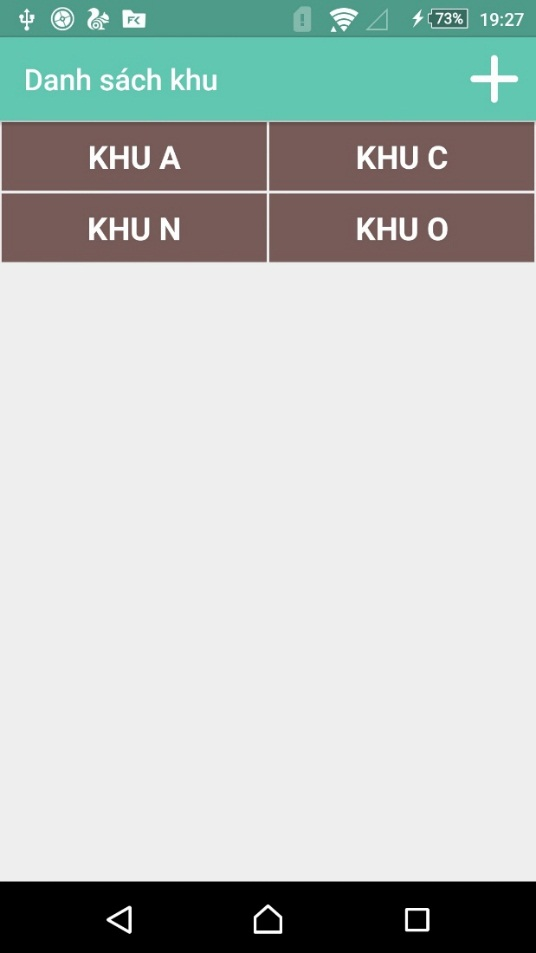 73% 19:27
Danh sách khu
KHU A KHU C
KHU N KHU O